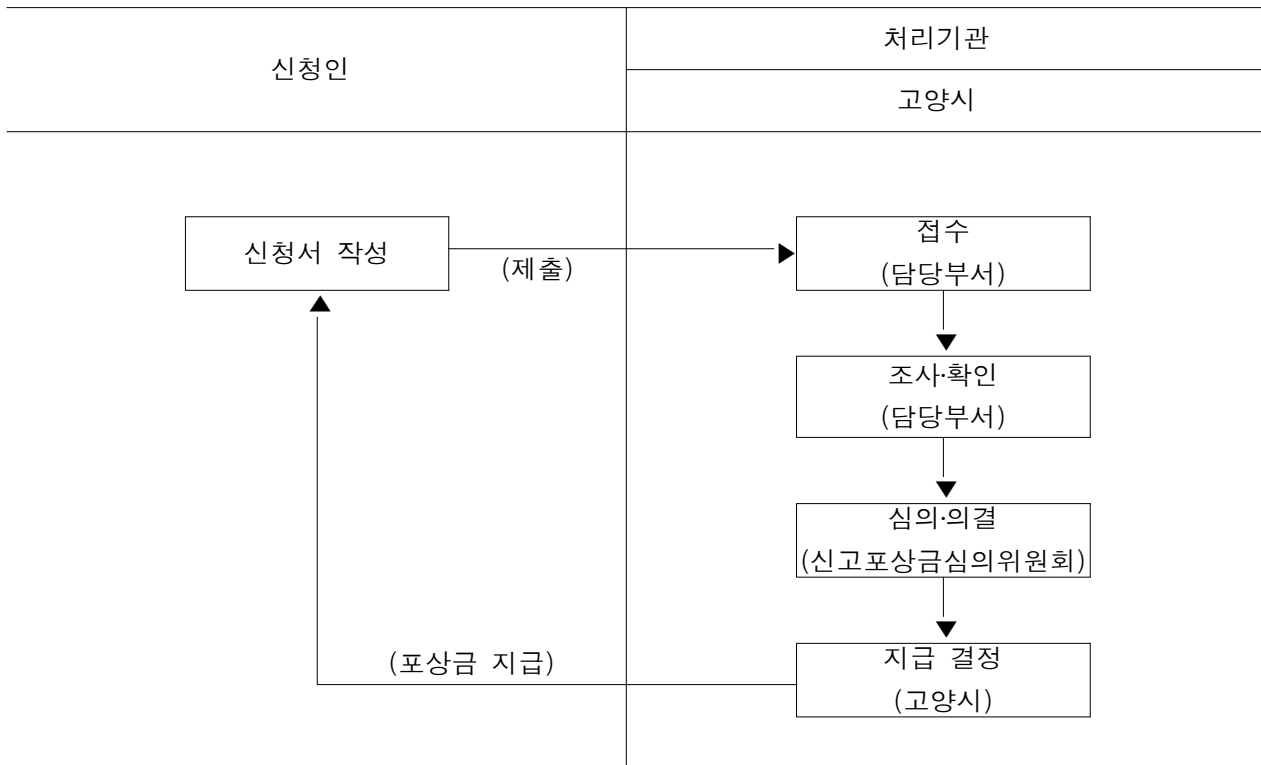 신청인
처리기관
고양시
신청서 작성
(제출)
접수
(담당부서)
조사·확인
(담당부서)
심의·의결
(신고포상금심의위원회)
(포상금 지급)
지급 결정
(고양시)